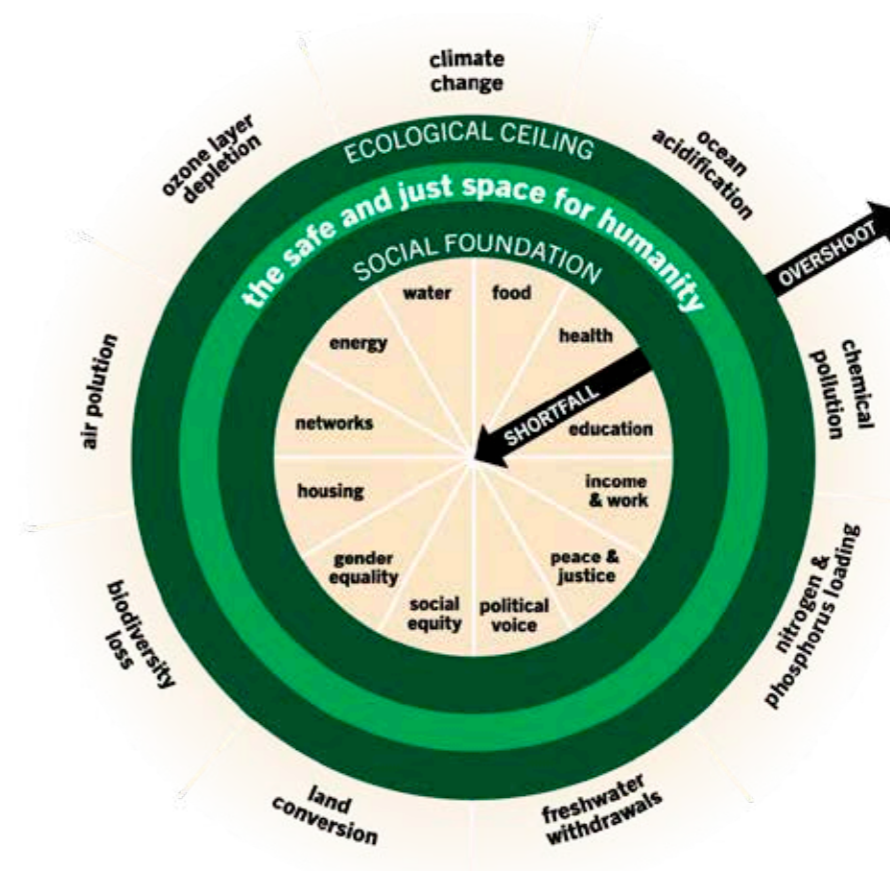 climate
change
ocean
acidification
OVERSHOOT
chemical
pollution
nitrogen &
phosphorus loading
freshwater
withdrawals
land
conversion
biodiversity
loss
air polution
ozone layer
depletion
ECOLOGICAL CEILING
the safe and just space for humanity
SOCIAL FOUNDATION
water
food
health
SHORTFALL
education
income
& work
peace &
justice
political
voice
social
equity
gender
equality
housing
networks
energy